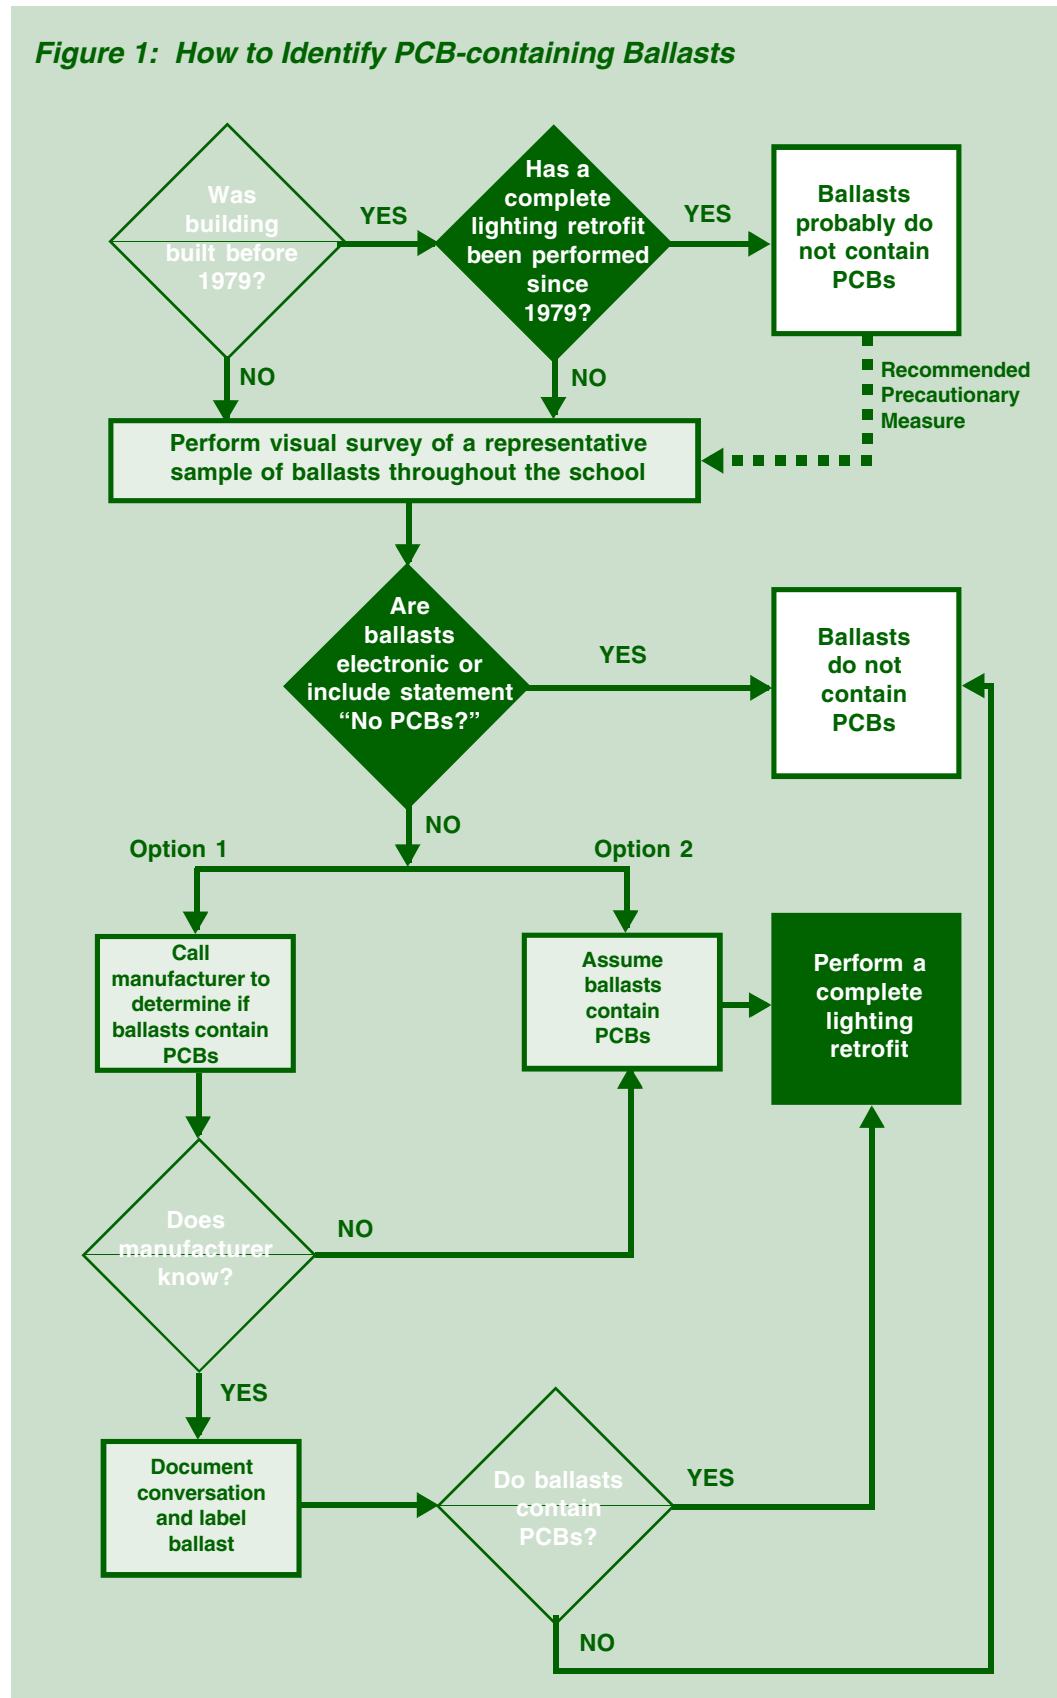 Figure 1: How to Identify PCB-containing Ballasts
Was
building
built before
1979?
YES
Has a
complete
lighting retrofit
been performed
since
1979?
YES
Ballasts
probably do
not contain
PCBs
NO
NO
Recommended
Precautionary
Measure
Perform visual survey of a representative
sample of ballasts throughout the school
Are
ballasts
electronic or
include statement
“No PCBs?”
YES
Ballasts
do not
contain
PCBs
NO
Option 1
Option 2
Call
manufacturer to
determine if
ballasts contain
PCBs
Assume
ballasts
contain
PCBs
Perform a
complete
lighting
retrofit
Does
manufacturer
know?
NO
YES
Document
conversation
and label
ballast
Do ballasts
contain
PCBs?
YES
NO